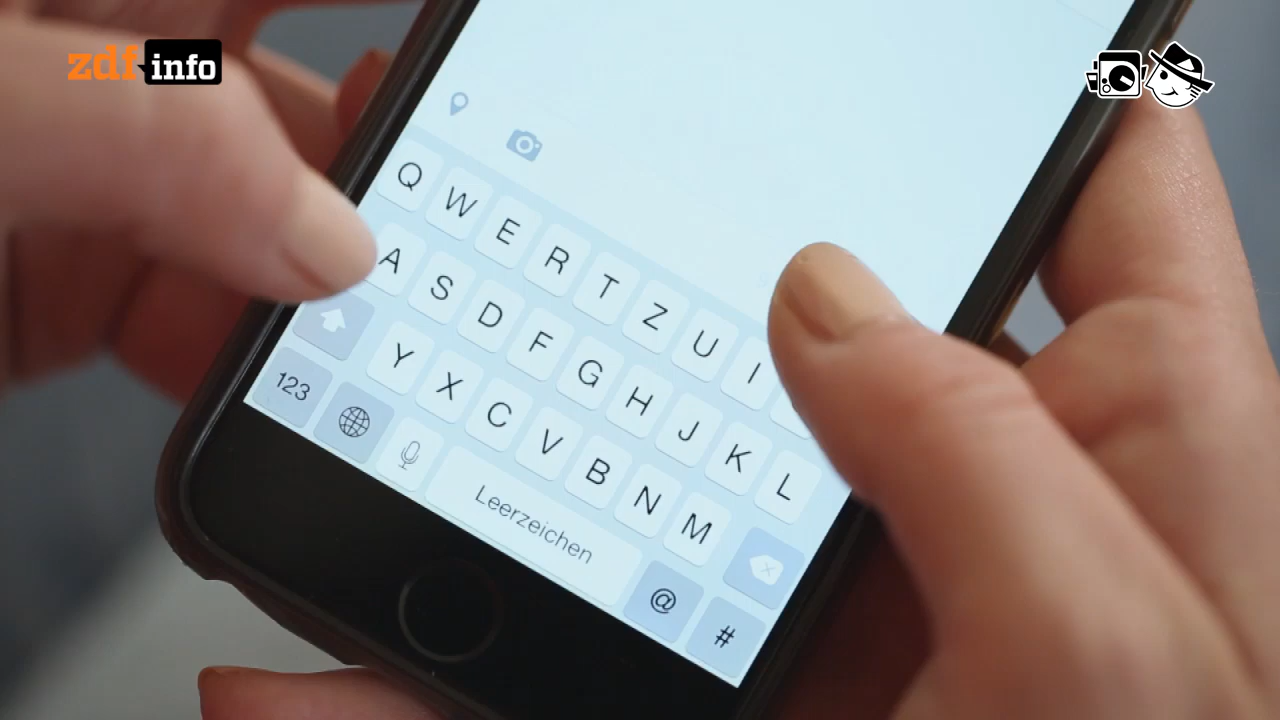 zdf info
Q W E R T Z U I
A S D F G H J K L
Y X C V B N M
123 Leerzeichen @ #